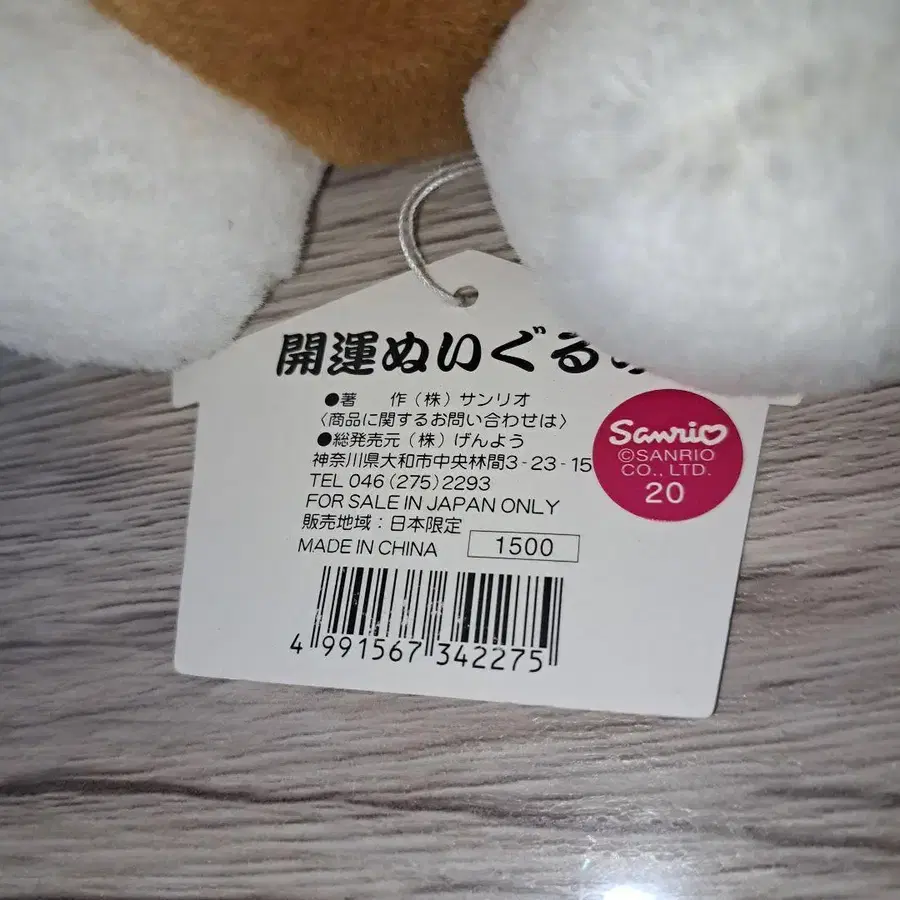 開運ぬいぐる
●著　作（株）サンリオ
〈商品に関するお問い合わせは〉
●総発売元（株）げんよう
神奈川県大和市中央林間3-23-15
TEL 046(275)2293
FOR SALE IN JAPAN ONLY
販売地域：日本限定
MADE IN CHINA 1500
4 991567 342275
Sanrio
©SANRIO
CO., LTD.
20